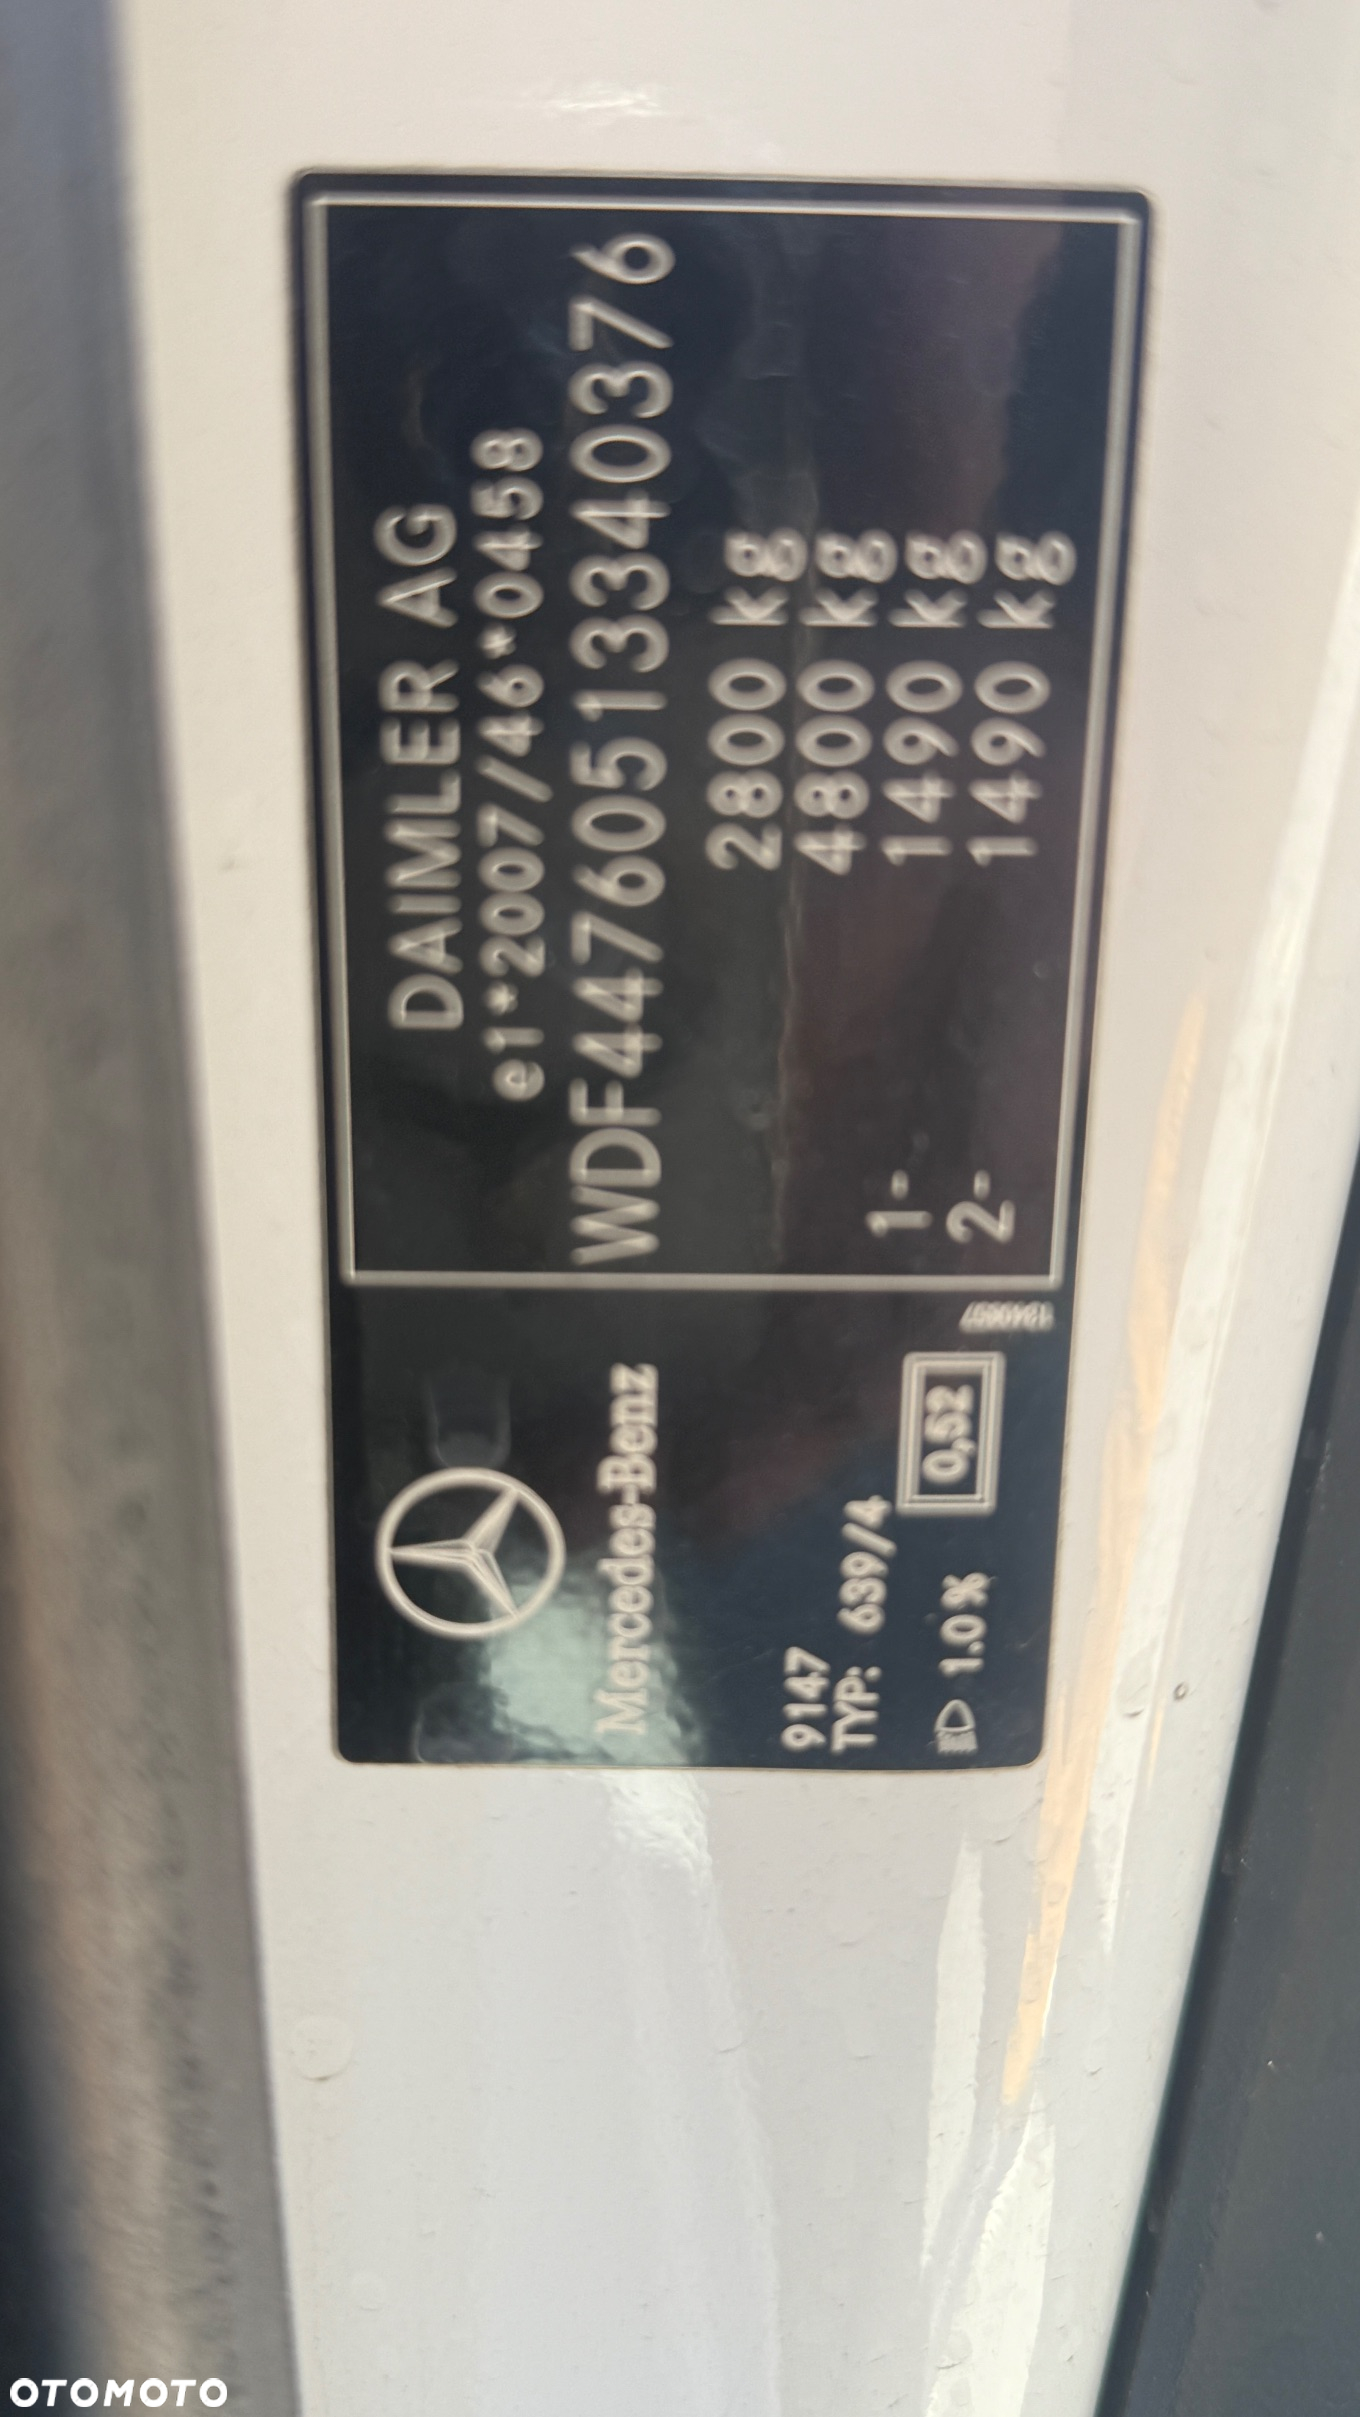 DAIMLER AG
e1*2007/46*0458
WDF44760513340376
2800 kg
4800 kg
1- 1490 kg
2- 1490 kg
Mercedes-Benz
9147
TYP: 639/4
1.0 %
0,52
OTOMOTO